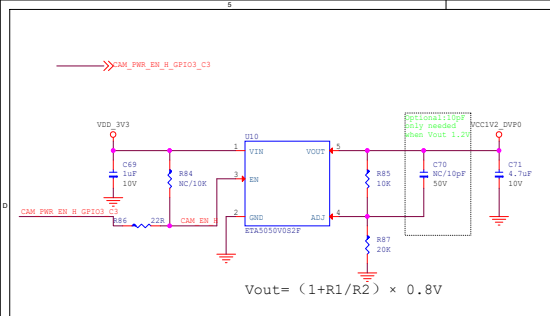 5
CAM_PWR_EN_H_GPIO3_C3
VDD_3V3
C69
1uF
10V
R84
NC/10K
U10
1 VIN VOUT 5
3 EN
2 GND ADJ 4
ETA5050V0S2F
R85
10K
Optional:10pF
only needed
when Vout 1.2V
C70
NC/10pF
50V
VCC1V2_DVP0
C71
4.7uF
10V
D
CAM_PWR_EN_H_GPIO3_C3
R86 22R CAM_EN_H
R87
20K
Vout= (1+R1/R2) × 0.8V